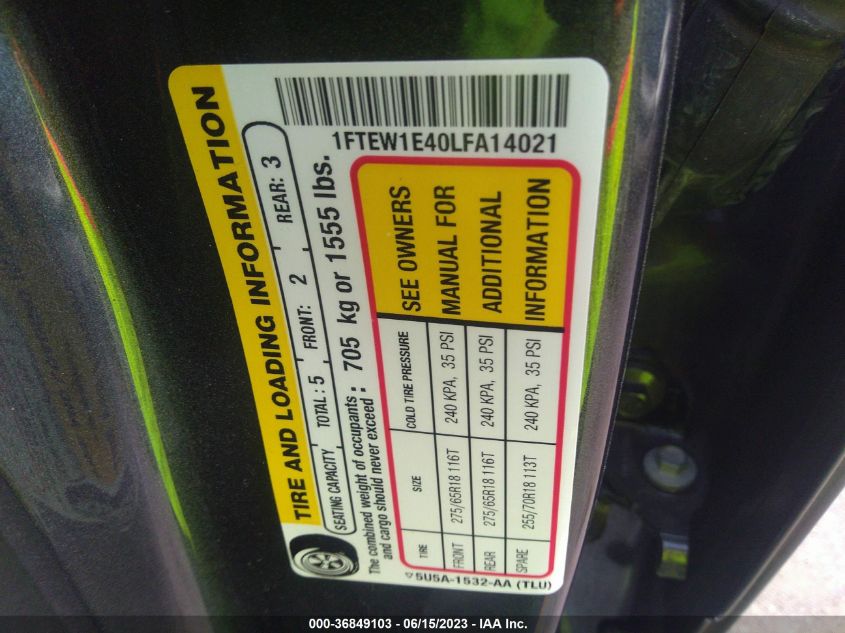 TIRE AND LOADING INFORMATION
SEATING CAPACITY TOTAL : 5 FRONT: 2 REAR: 3
The combined weight of occupants and cargo should never exceed : 705 kg or 1555 lbs.
TIRE SIZE COLD TIRE PRESSURE
FRONT 275/65R18 116T 240 KPA, 35 PSI
REAR 275/65R18 116T 240 KPA, 35 PSI
SPARE 255/70R18 113T 240 KPA, 35 PSI
SEE OWNERS
MANUAL FOR
ADDITIONAL
INFORMATION
5U5A-1532-AA (TLU)
1FTEW1E40LFA14021
000-36849103 - 06/15/2023 - IAA Inc.